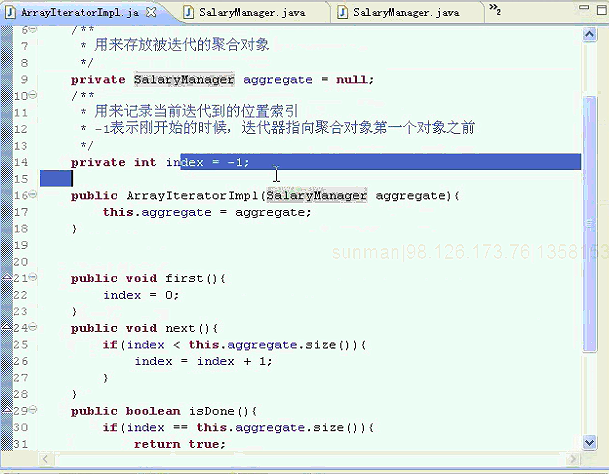 ArrayIteratorImpl.ja SalaryManager.java SalaryManager.java »2
6 /**
7 * 用来存放被迭代的聚合对象
8 */
9 private SalaryManager aggregate = null;
10 /**
11 * 用来记录当前迭代到的位置索引
12 * -1表示刚开始的时候，迭代器指向聚合对象第一个对象之前
13 */
14 private int index = -1;
15
16 public ArrayIteratorImpl(SalaryManager aggregate){
17 this.aggregate = aggregate;
18 }
19
20 sunman|98.126.173.76 1358153
21 public void first(){
22 index = 0;
23 }
24 public void next(){
25 if(index < this.aggregate.size()){
26 index = index + 1;
27 }
28 }
29 public boolean isDone(){
30 if(index == this.aggregate.size()){
31 return true;